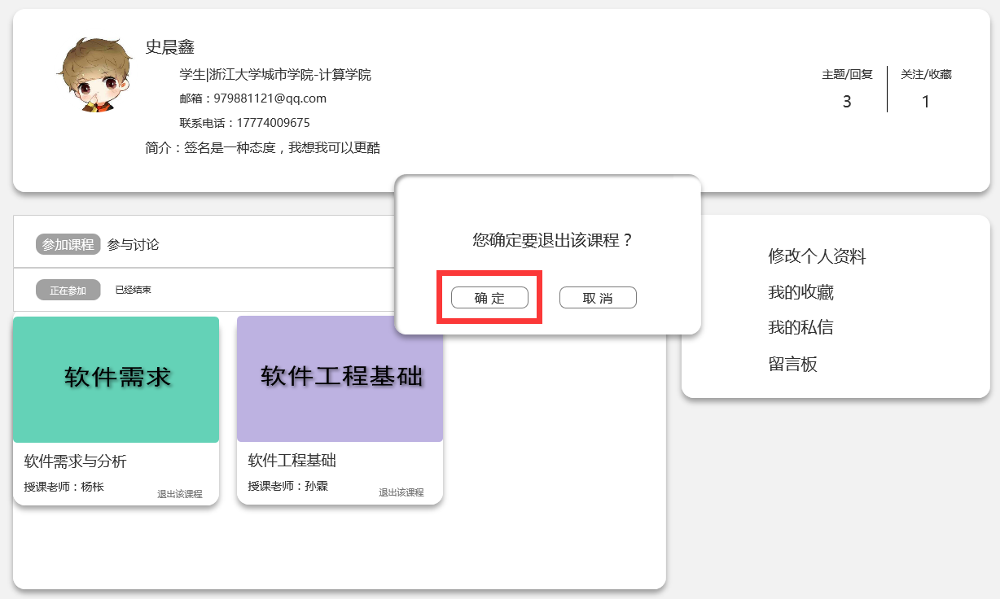 史晨鑫
学生|浙江大学城市学院-计算学院
邮箱：979881121@qq.com
联系电话：17774009675
简介：签名是一种态度，我想我可以更酷
主题/回复
3
关注/收藏
1
您确定要退出该课程？
确 定
取 消
参加课程 参与讨论
正在参加 已经结束
软件需求
软件需求与分析
授课老师：杨枨
退出该课程
软件工程基础
软件工程基础
授课老师：孙霖
退出该课程
修改个人资料
我的收藏
我的私信
留言板